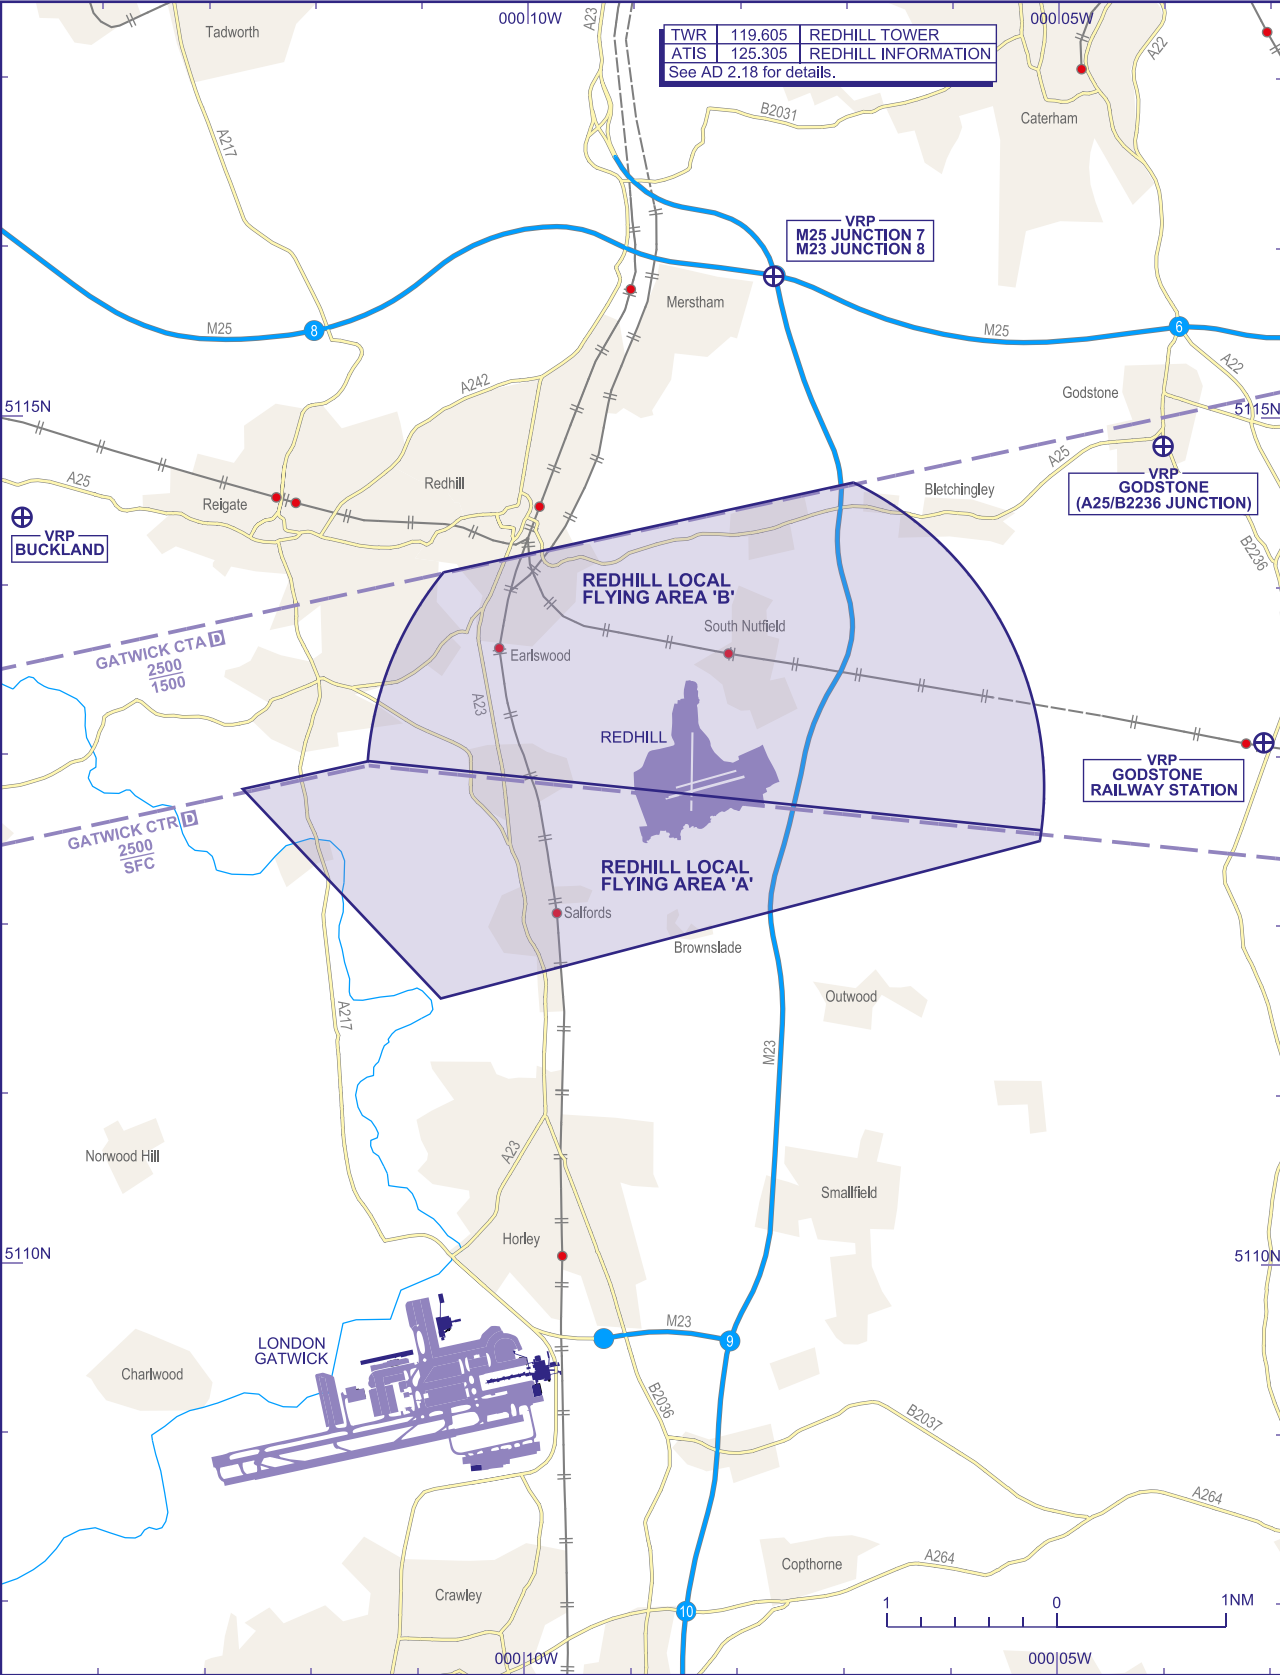 000|10W
000|05W
A23
A22
Tadworth
TWR 119.605 REDHILL TOWER
ATIS 125.305 REDHILL INFORMATION
See AD 2.18 for details.
B2031
Caterham
A217
VRP
M25 JUNCTION 7
M23 JUNCTION 8
Merstham
M25
8
M25
6
A22
A242
Godstone
5115N
5115N
A25
Reigate
Redhill
A25
Bletchingley
VRP
GODSTONE
(A25/B2236 JUNCTION)
VRP
BUCKLAND
B2236
REDHILL LOCAL
FLYING AREA 'B'
South Nutfield
GATWICK CTA D
2500
1500
Earlswood
A23
REDHILL
VRP
GODSTONE
RAILWAY STATION
GATWICK CTR D
2500
SFC
REDHILL LOCAL
FLYING AREA 'A'
Salfords
Brownslade
Outwood
A217
M23
Norwood Hill
A23
Smallfield
Horley
5110N
5110N
M23
9
LONDON
GATWICK
Charlwood
B2036
B2037
A264
Copthorne
A264
Crawley
10
1 0 1NM
000|10W
000|05W